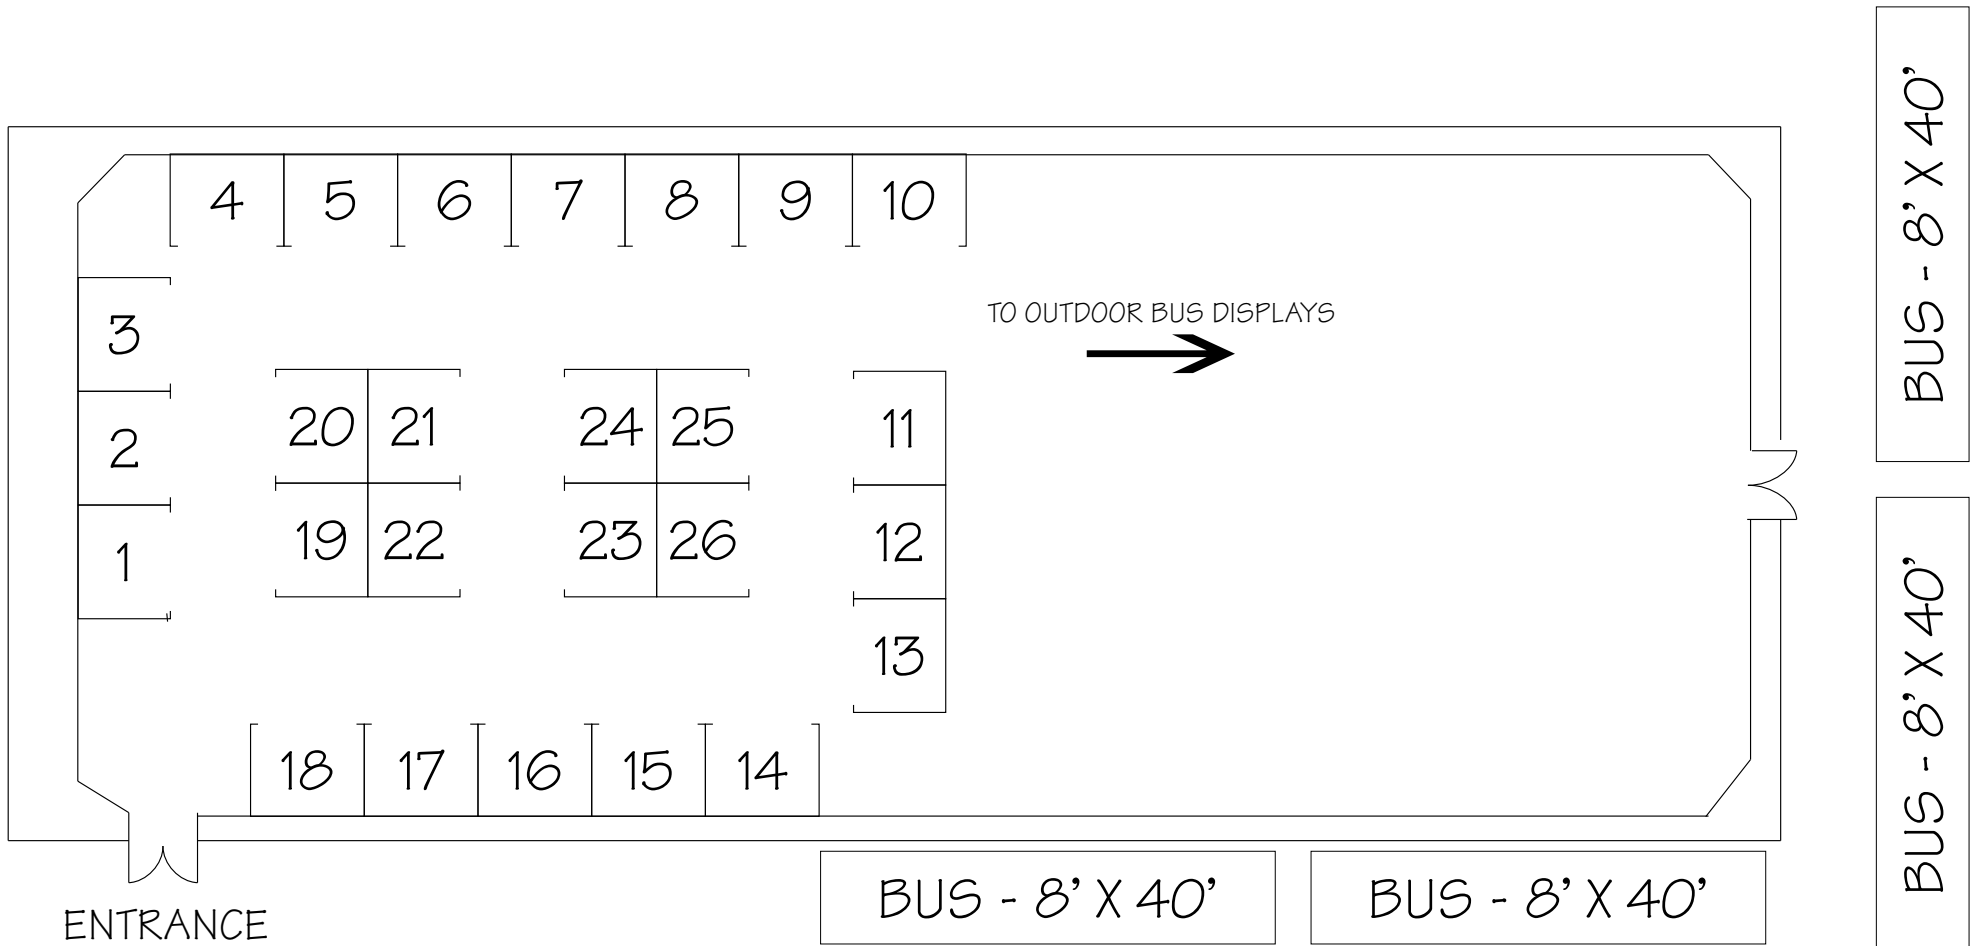 BUS - 8' X 40'
4 5 6 7 8 9 10
3
TO OUTDOOR BUS DISPLAYS
20 21 24 25 11
2
19 22 23 26 12
1
13
18 17 16 15 14
BUS - 8' X 40'
BUS - 8' X 40' BUS - 8' X 40'
ENTRANCE